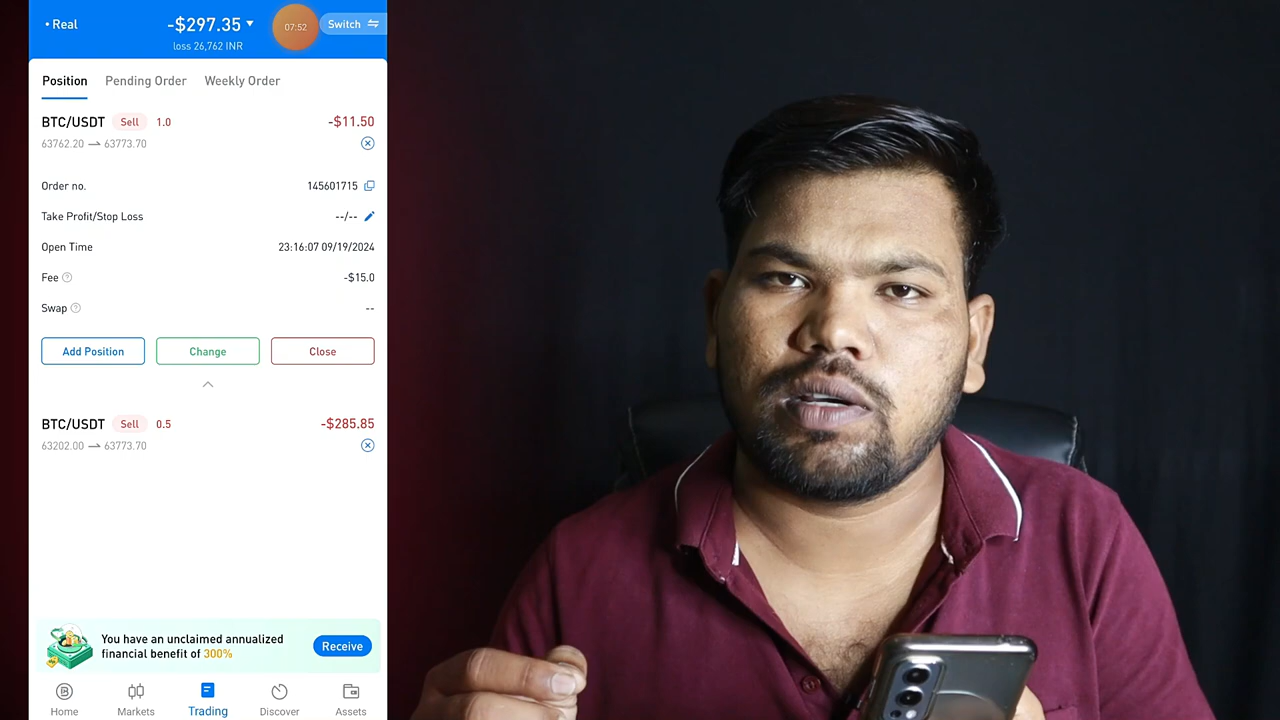 • Real
-$297.35
07:52
Switch
loss 26,762 INR
Position Pending Order Weekly Order
BTC/USDT Sell 1.0 -$11.50
63762.20 → 63773.70
Order no. 145601715
Take Profit/Stop Loss --/--
Open Time 23:16:07 09/19/2024
Fee -$15.0
Swap --
Add Position Change Close
BTC/USDT Sell 0.5 -$285.85
63202.00 → 63773.70
You have an unclaimed annualized
financial benefit of 300%
Receive
Home Markets Trading Discover Assets